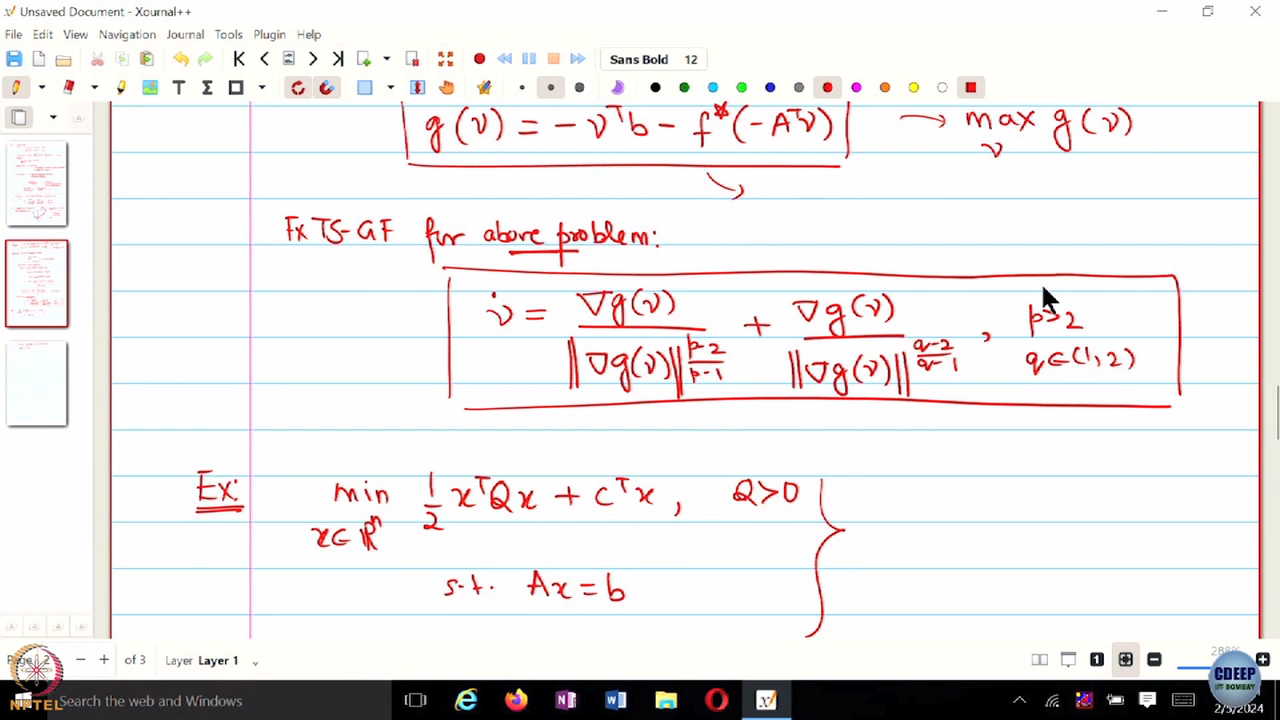 Unsaved Document - Xournal++
File Edit View Navigation Journal Tools Plugin Help
Sans Bold 12
g(ν) = -νᵀb - f*(-Aᵀν) → max g(ν)
ν
FxTS-GF for above problem:
ν̇ = ∇g(ν) / ||∇g(ν)||^((p-2)/(p-1)) + ∇g(ν) / ||∇g(ν)||^((q-2)/(q-1)), p>2
q∈(1,2)
Ex: min 1/2 xᵀQx + cᵀx, Q>0
x∈ℝⁿ
s.t. Ax = b
of 3 Layer Layer 1 288%
Search the web and Windows
NPTEL
CDEEP
IIT BOMBAY
2/5/2024